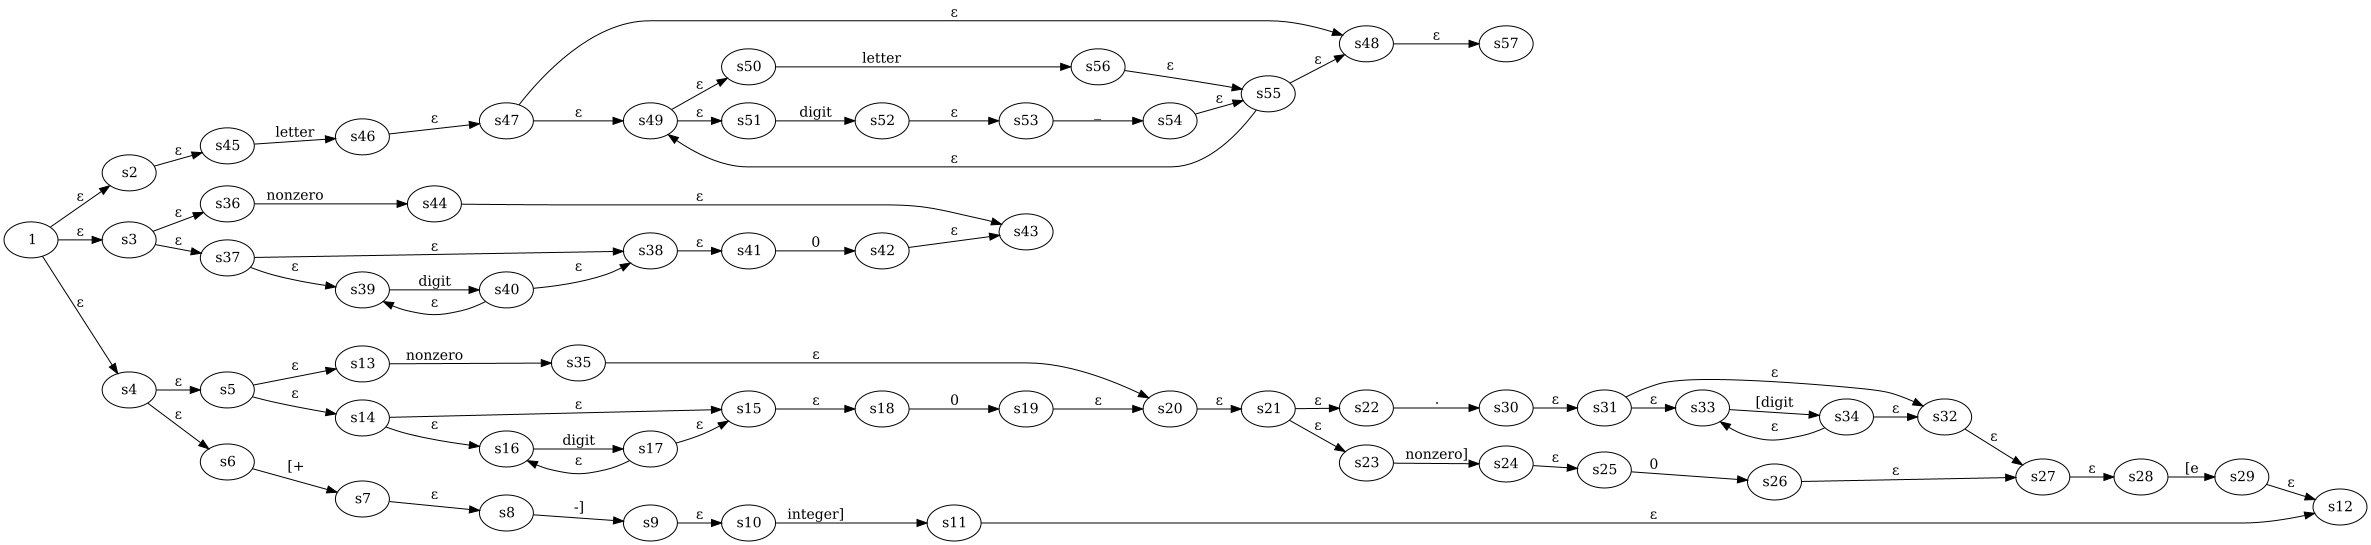 ε
s48
ε
s57
s50
letter
s56
ε
ε
s55
ε
s47
ε
s49
ε
s51
digit
s52
ε
s53
_
s54
ε
s45
letter
s46
ε
ε
s2
ε
ε
ε
s36
nonzero
s44
ε
s43
1
ε
s3
ε
ε
s37
ε
s38
ε
s41
0
s42
ε
ε
s39
digit
s40
ε
ε
ε
s13
nonzero
s35
ε
ε
s4
ε
s5
ε
s14
ε
s15
ε
s18
0
s19
ε
s20
ε
s21
ε
s22
.
s30
ε
s31
ε
ε
s33
[digit
s34
ε
s32
ε
ε
s16
digit
s17
ε
ε
ε
s23
nonzero]
s24
ε
s25
0
s26
ε
ε
s27
ε
s28
[e
s29
ε
s12
ε
s6
[+
s7
ε
s8
-]
s9
ε
s10
integer]
s11
ε